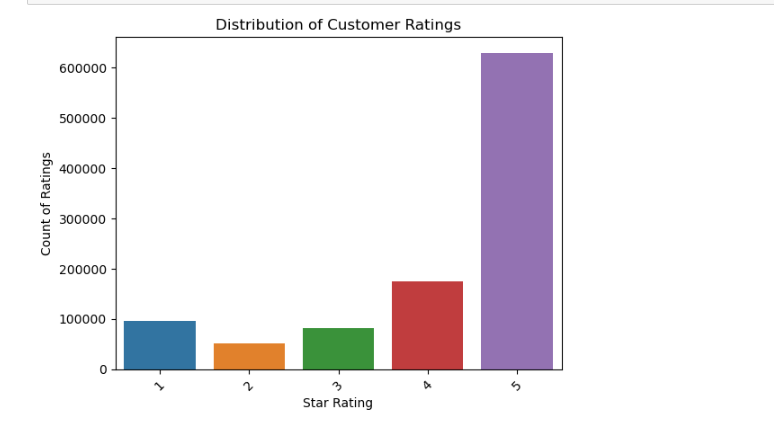 Distribution of Customer Ratings
600000
500000
400000
300000
200000
100000
0
Count of Ratings
1 2 3 4 5
Star Rating